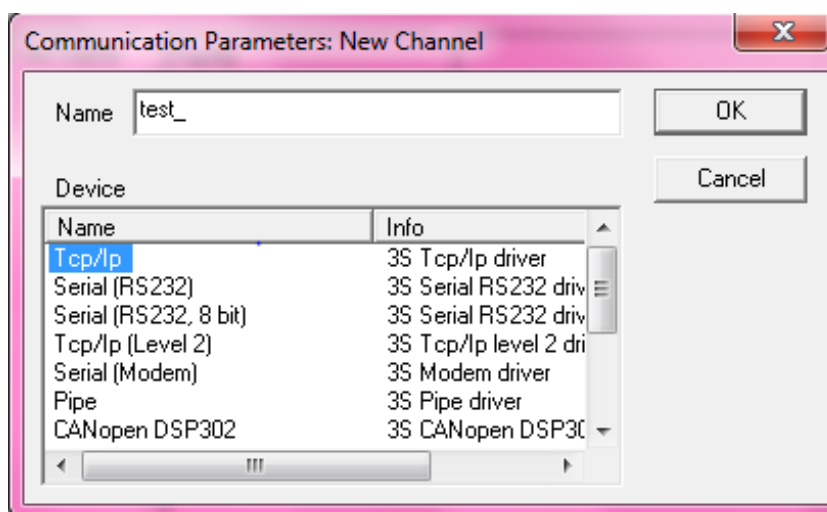 Communication Parameters: New Channel
Name test_ OK
Cancel
Device
Name Info
Tcp/Ip 3S Tcp/Ip driver
Serial (RS232) 3S Serial RS232 driv
Serial (RS232, 8 bit) 3S Serial RS232 driv
Tcp/Ip (Level 2) 3S Tcp/Ip level 2 dri
Serial (Modem) 3S Modem driver
Pipe 3S Pipe driver
CANopen DSP302 3S CANopen DSP30